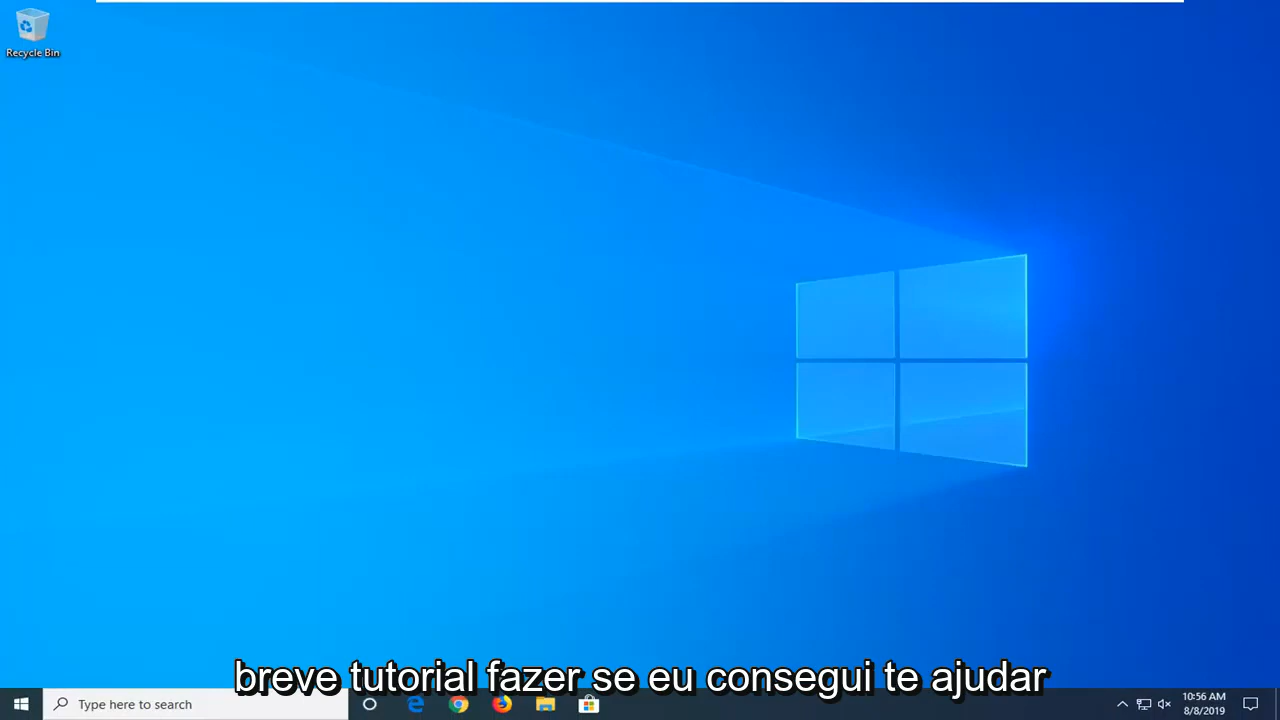 Recycle Bin
breve tutorial fazer se eu consegui te ajudar
Type here to search
10:56 AM
8/8/2019